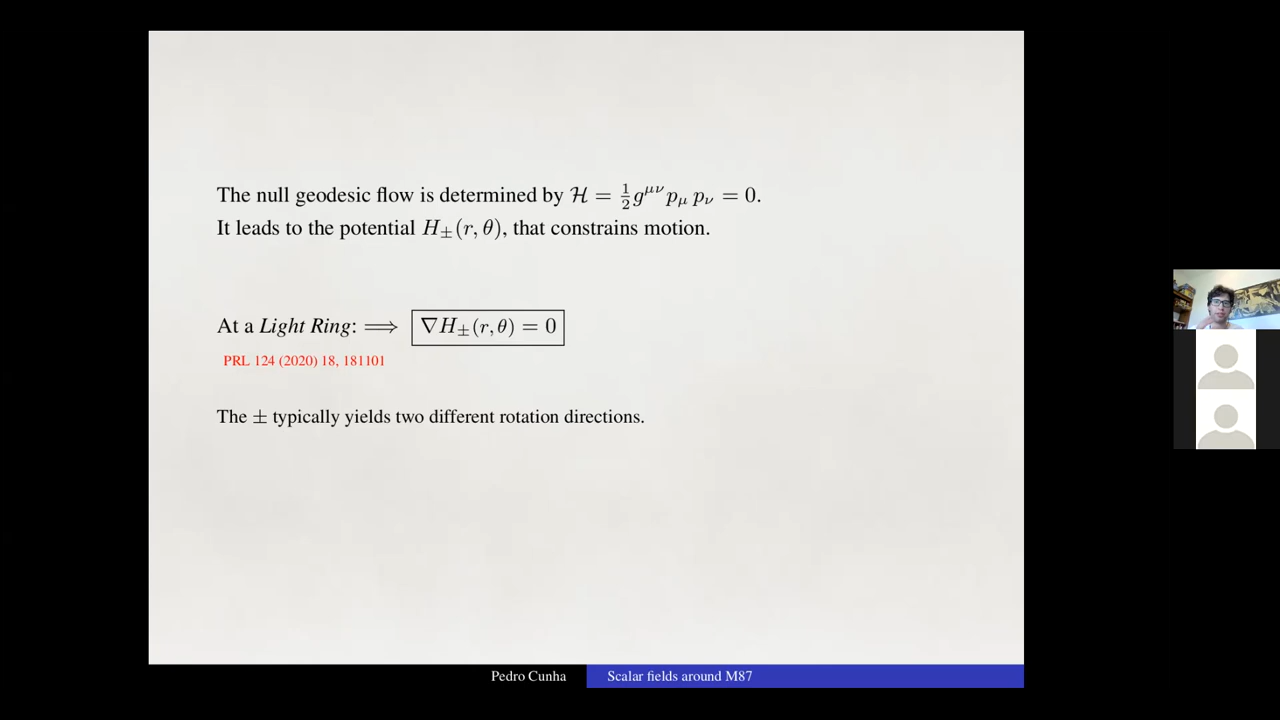 The null geodesic flow is determined by ℋ = ½g^{μν}p_μ p_ν = 0.
It leads to the potential H_±(r, θ), that constrains motion.
At a Light Ring: ⟹ ∇H_±(r, θ) = 0
PRL 124 (2020) 18, 181101
The ± typically yields two different rotation directions.
Pedro Cunha
Scalar fields around M87